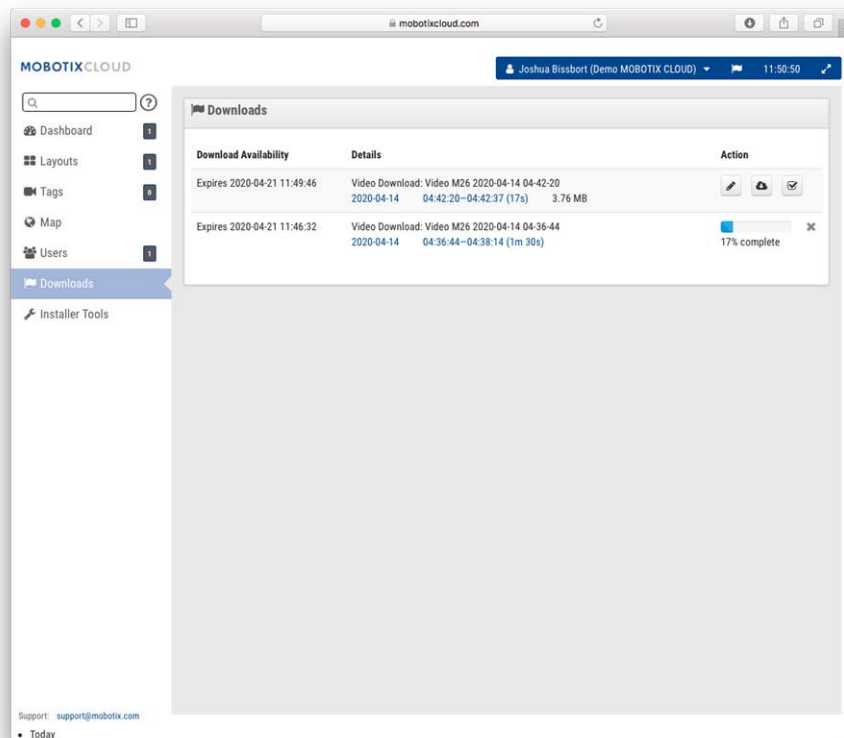 mobotixcloud.com
MOBOTIXCLOUD
Joshua Bissbort (Demo MOBOTIX CLOUD) 11:50:50
?
Dashboard 1
Layouts 1
Tags 0
Map
Users 1
Downloads
Installer Tools
Downloads
Download Availability Details Action
Expires 2020-04-21 11:49:46 Video Download: Video M26 2020-04-14 04-42-20
2020-04-14 04:42:20–04:42:37 (17s) 3.76 MB
Expires 2020-04-21 11:46:32 Video Download: Video M26 2020-04-14 04-36-44
2020-04-14 04:36:44–04:38:14 (1m 30s) 17% complete
Support: support@mobotix.com
• Today